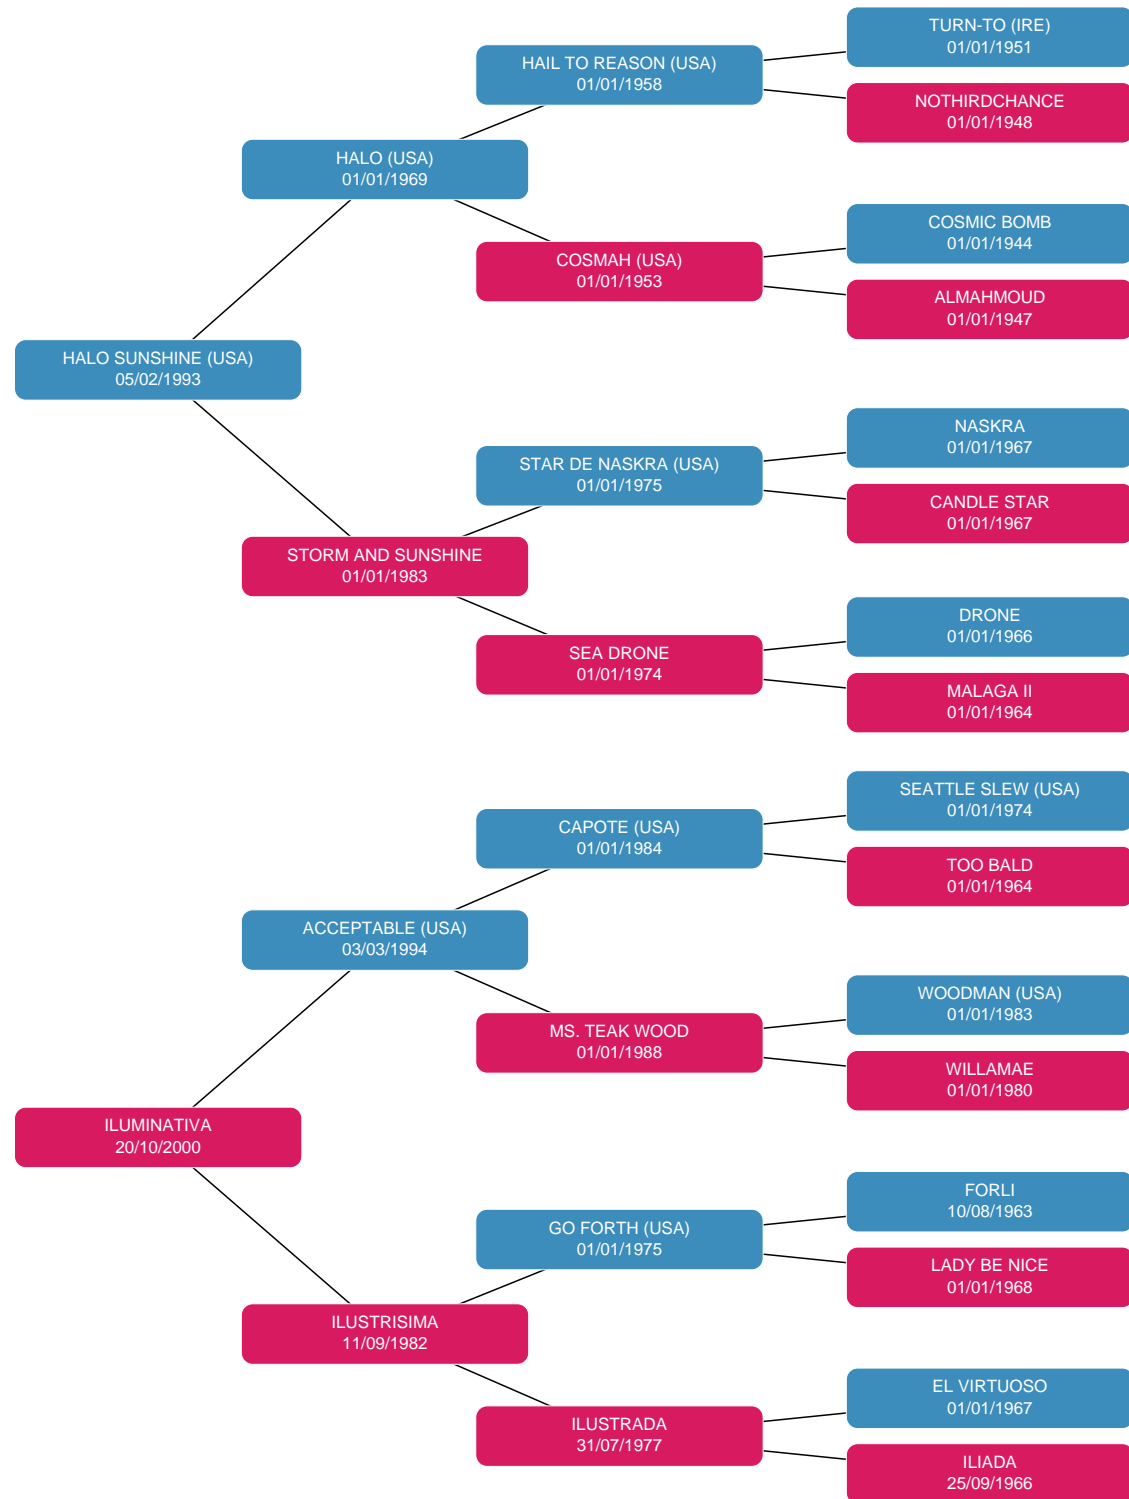 TURN-TO (IRE)
01/01/1951
HAIL TO REASON (USA)
01/01/1958
NOTHIRDCHANCE
01/01/1948
HALO (USA)
01/01/1969
COSMIC BOMB
01/01/1944
COSMAH (USA)
01/01/1953
ALMAHMOUD
01/01/1947
HALO SUNSHINE (USA)
05/02/1993
NASKRA
01/01/1967
STAR DE NASKRA (USA)
01/01/1975
CANDLE STAR
01/01/1967
STORM AND SUNSHINE
01/01/1983
DRONE
01/01/1966
SEA DRONE
01/01/1974
MALAGA II
01/01/1964
SEATTLE SLEW (USA)
01/01/1974
CAPOTE (USA)
01/01/1984
TOO BALD
01/01/1964
ACCEPTABLE (USA)
03/03/1994
WOODMAN (USA)
01/01/1983
MS. TEAK WOOD
01/01/1988
WILLAMAE
01/01/1980
ILUMINATIVA
20/10/2000
FORLI
10/08/1963
GO FORTH (USA)
01/01/1975
LADY BE NICE
01/01/1968
ILUSTRISIMA
11/09/1982
EL VIRTUOSO
01/01/1967
ILUSTRADA
31/07/1977
ILIADA
25/09/1966